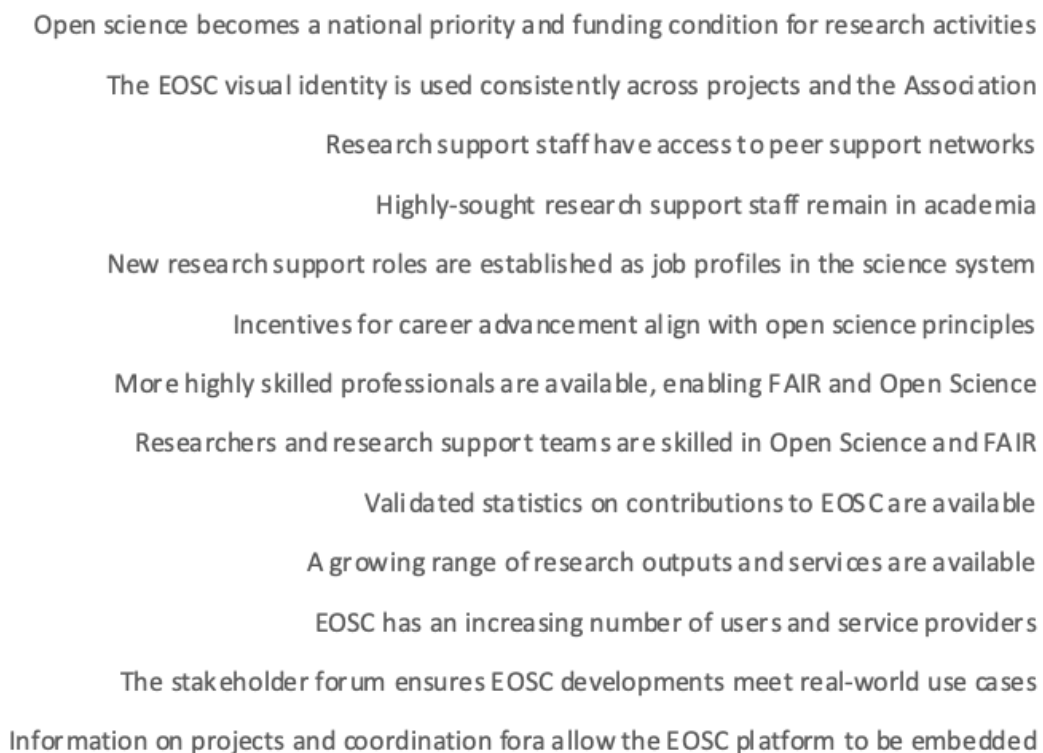 Open science becomes a national priority and funding condition for research activities
The EOSC visual identity is used consistently across projects and the Association
Research support staff have access to peer support networks
Highly-sought research support staff remain in academia
New research support roles are established as job profiles in the science system
Incentives for career advancement align with open science principles
More highly skilled professionals are available, enabling FAIR and Open Science
Researchers and research support teams are skilled in Open Science and FAIR
Validated statistics on contributions to EOSC are available
A growing range of research outputs and services are available
EOSC has an increasing number of users and service providers
The stakeholder forum ensures EOSC developments meet real-world use cases
Information on projects and coordination fora allow the EOSC platform to be embedded